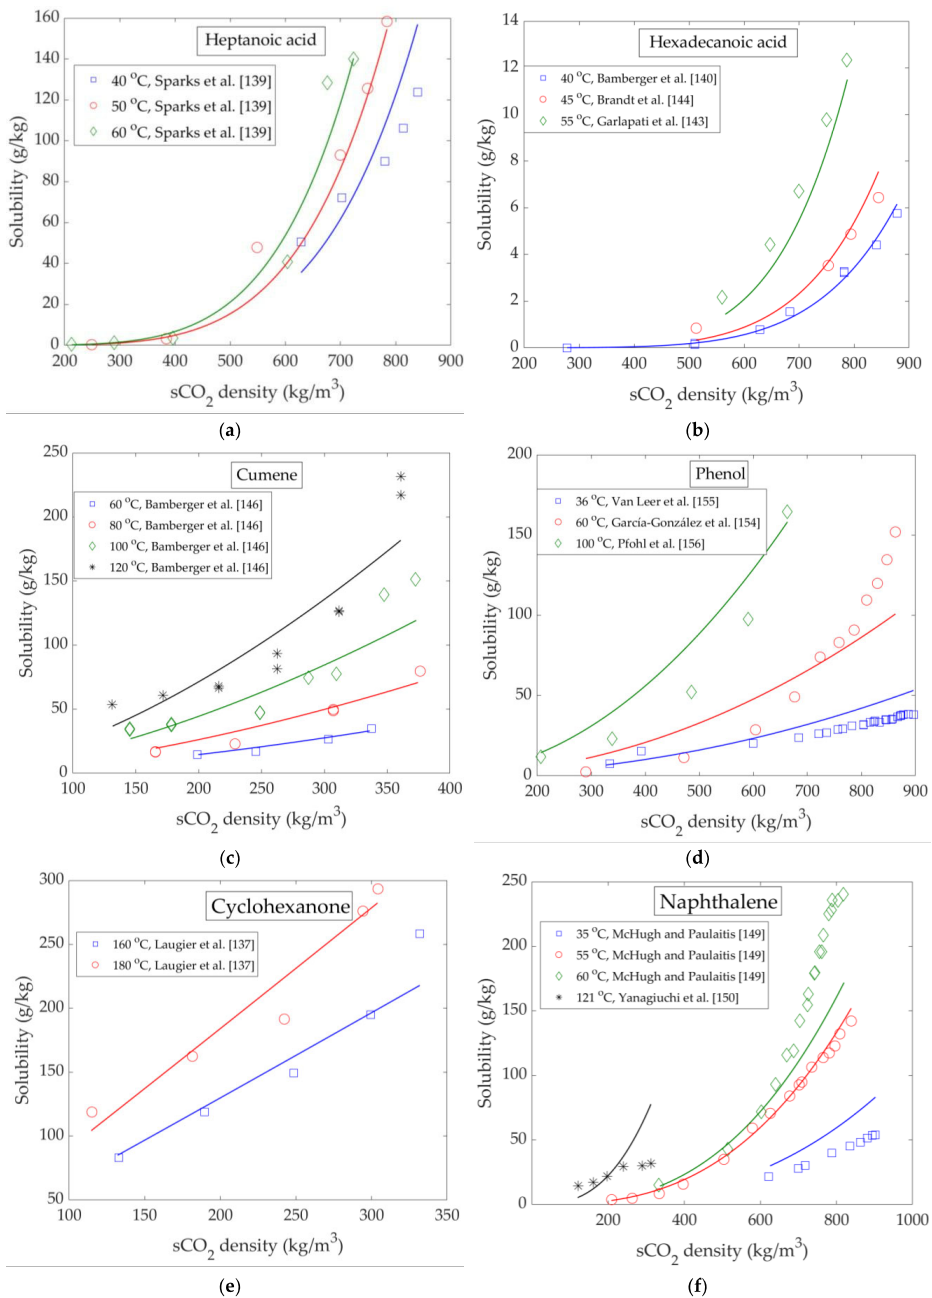 Heptanoic acid
40 °C, Sparks et al. [139]
50 °C, Sparks et al. [139]
60 °C, Sparks et al. [139]
160
140
120
100
80
60
40
20
0
200 300 400 500 600 700 800 900
Solubility (g/kg)
sCO2 density (kg/m3)
(a)
Hexadecanoic acid
40 °C, Bamberger et al. [140]
45 °C, Brandt et al. [144]
55 °C, Garlapati et al. [143]
14
12
10
8
6
4
2
0
200 300 400 500 600 700 800 900
Solubility (g/kg)
sCO2 density (kg/m3)
(b)
Cumene
60 °C, Bamberger et al. [146]
80 °C, Bamberger et al. [146]
100 °C, Bamberger et al. [146]
120 °C, Bamberger et al. [146]
250
200
150
100
50
0
100 150 200 250 300 350 400
Solubility (g/kg)
sCO2 density (kg/m3)
(c)
Phenol
36 °C, Van Leer et al. [155]
60 °C, García-González et al. [154]
100 °C, Pfohl et al. [156]
200
150
100
50
0
200 300 400 500 600 700 800 900
Solubility (g/kg)
sCO2 density (kg/m3)
(d)
Cyclohexanone
160 °C, Laugier et al. [137]
180 °C, Laugier et al. [137]
300
250
200
150
100
50
100 150 200 250 300 350
Solubility (g/kg)
sCO2 density (kg/m3)
(e)
Naphthalene
35 °C, McHugh and Paulaitis [149]
55 °C, McHugh and Paulaitis [149]
60 °C, McHugh and Paulaitis [149]
121 °C, Yanagiuchi et al. [150]
250
200
150
100
50
0
200 400 600 800 1000
Solubility (g/kg)
sCO2 density (kg/m3)
(f)